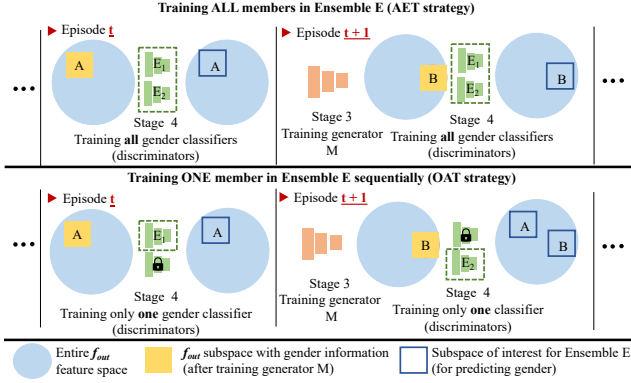 Training ALL members in Ensemble E (AET strategy)
Episode t
Episode t + 1
A
E1
E2
A
B
E1
E2
B
...
...
Stage 4
Training all gender classifiers
(discriminators)
Stage 3
Training generator
M
Stage 4
Training all gender classifiers
(discriminators)
Training ONE member in Ensemble E sequentially (OAT strategy)
Episode t
Episode t + 1
A
E1
A
B
E2
A
B
...
...
Stage 4
Training only one gender classifier
(discriminators)
Stage 3
Training generator
M
Stage 4
Training only one classifier
(discriminators)
Entire fout
feature space
fout subspace with gender information
(after training generator M)
Subspace of interest for Ensemble E
(for predicting gender)